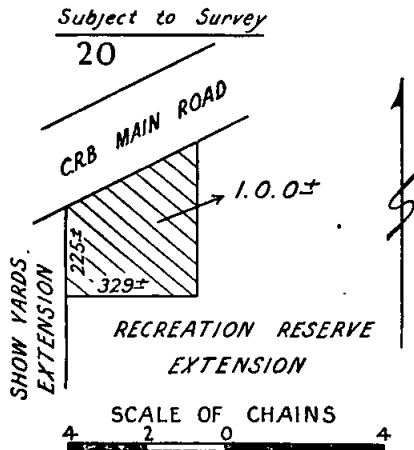 Subject to Survey
20
C.R.B MAIN ROAD
1.0.0±
225±
329±
SHOW YARDS.
EXTENSION
RECREATION RESERVE
EXTENSION
SCALE OF CHAINS
4 2 0 4